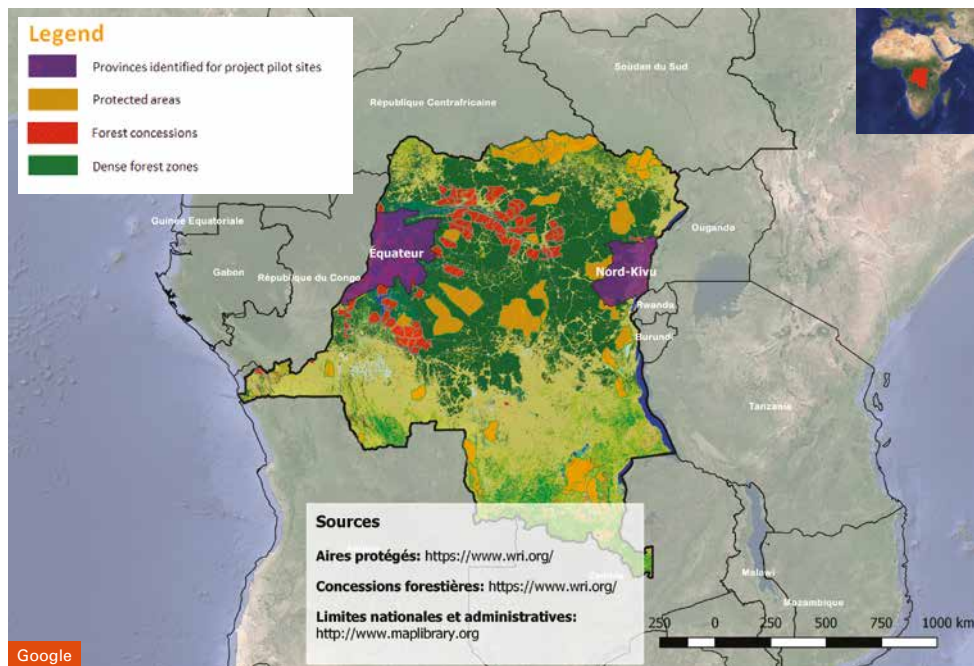 Legend
Provinces identified for project pilot sites
Protected areas
Forest concessions
Dense forest zones
Soudan du Sud
République Centrafricaine
Guinée Equatoriale
Ouganda
Équateur
Gabon
République du Congo
Nord-Kivu
Rwanda
Burundi
Tanzanie
Sources
Aires protégés: https://www.wri.org/
Concessions forestières: https://www.wri.org/
Limites nationales et administratives:
http://www.maplibrary.org
Malawi
Mozambique
250 0 250 500 750 1000 km
Google